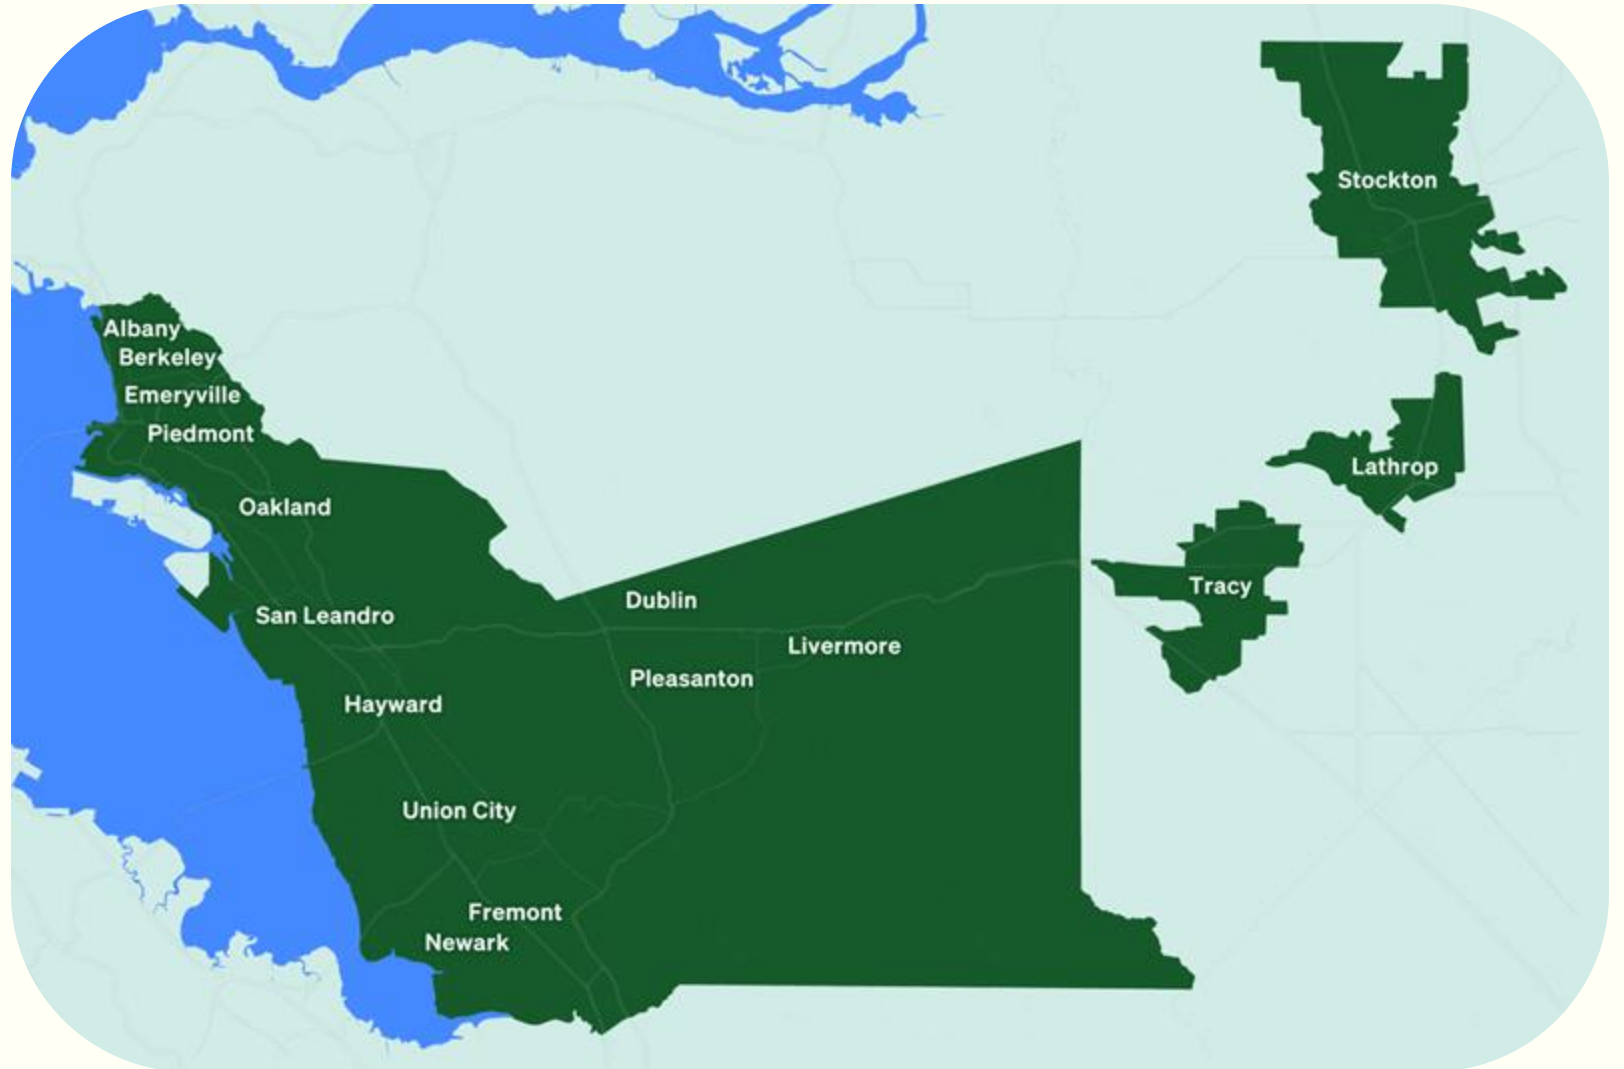 Stockton
Albany
Berkeley
Emeryville
Piedmont
Lathrop
Oakland
Tracy
Dublin
San Leandro
Livermore
Pleasanton
Hayward
Union City
Fremont
Newark